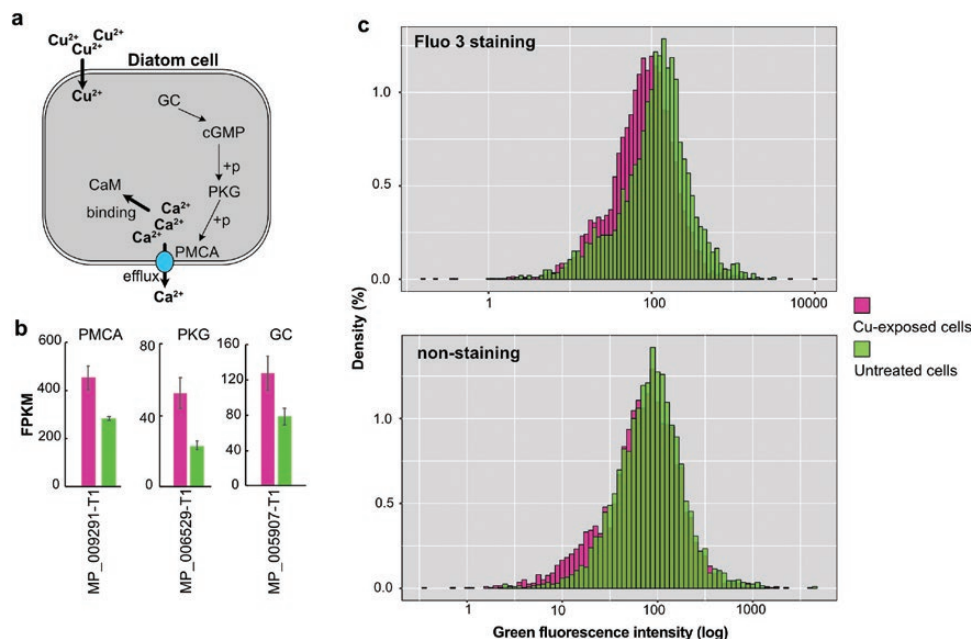 a
Cu²⁺ Cu²⁺ Cu²⁺
Diatom cell
Cu²⁺
GC
cGMP
+p
PKG
+p
CaM
binding
Ca²⁺
Ca²⁺
Ca²⁺
PMCA
efflux
Ca²⁺
b
PMCA PKG GC
FPKM
600
400
300
0
80
60
40
20
0
160
120
80
40
0
MP_009291-T1
MP_006529-T1
MP_005907-T1
c
Fluo 3 staining
1.0
0.5
0.0
1 100 10000
Density (%)
non-staining
1.0
0.5
0.0
1 10 100 1000
Green fluorescence intensity (log)
Cu-exposed cells
Untreated cells